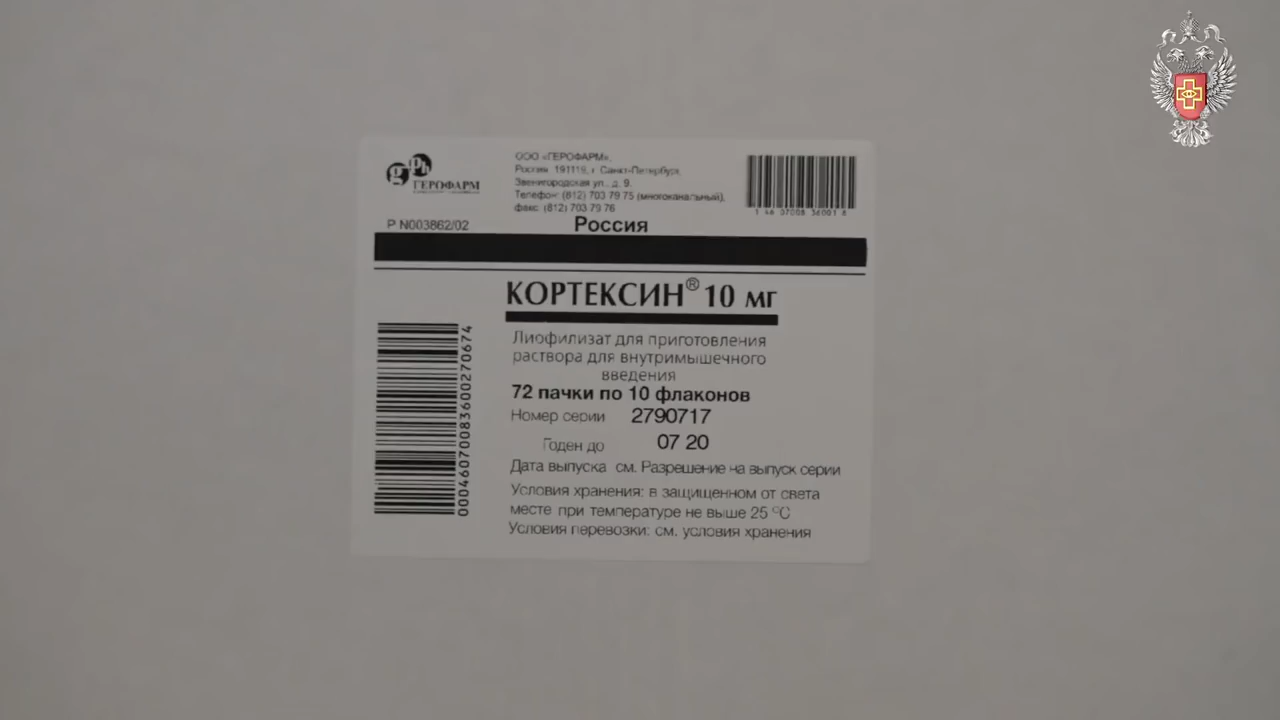 ГЕРОФАРМ
ООО «ГЕРОФАРМ»,
Россия 191119, г. Санкт-Петербург,
Звенигородская ул., д. 9,
Телефон: (812) 703 79 75 (многоканальный),
факс: (812) 703 79 76
Р N003862/02
Россия
КОРТЕКСИН® 10 мг
Лиофилизат для приготовления
раствора для внутримышечного
введения
72 пачки по 10 флаконов
Номер серии 2790717
Годен до 07 20
Дата выпуска см. Разрешение на выпуск серии
Условия хранения: в защищенном от света
месте при температуре не выше 25 °C
Условия перевозки: см. условия хранения
00046070083600270674